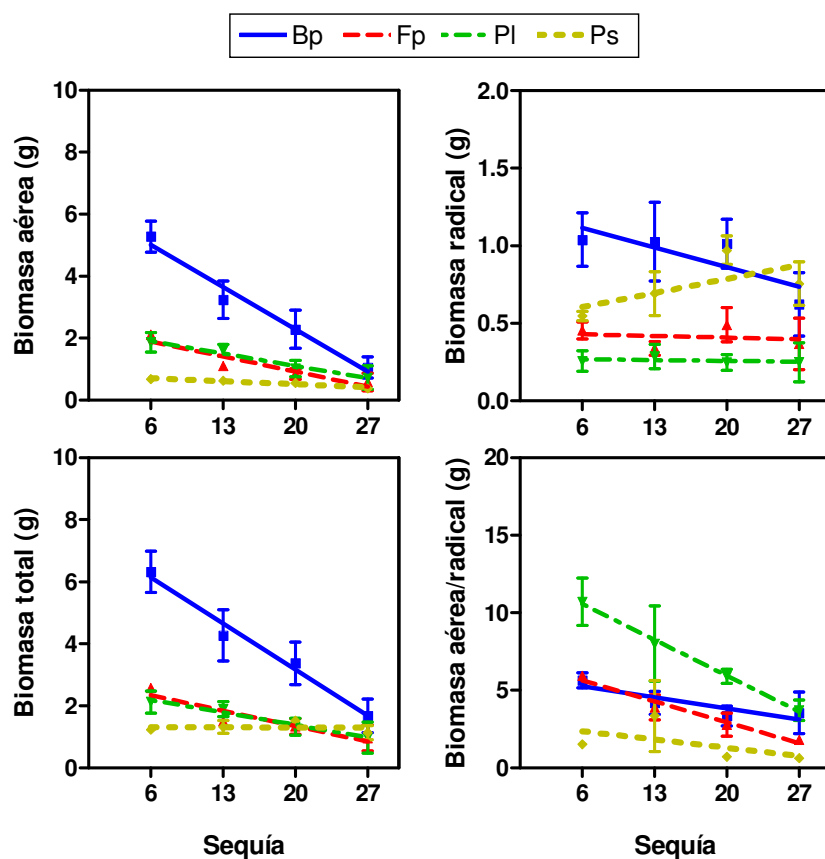 Bp Fp Pl Ps
Biomasa aérea (g)
10
8
6
4
2
0
6 13 20 27
Biomasa radical (g)
2.0
1.5
1.0
0.5
0.0
6 13 20 27
Biomasa total (g)
10
8
6
4
2
0
6 13 20 27
Sequía
Biomasa aérea/radical (g)
20
15
10
5
0
6 13 20 27
Sequía